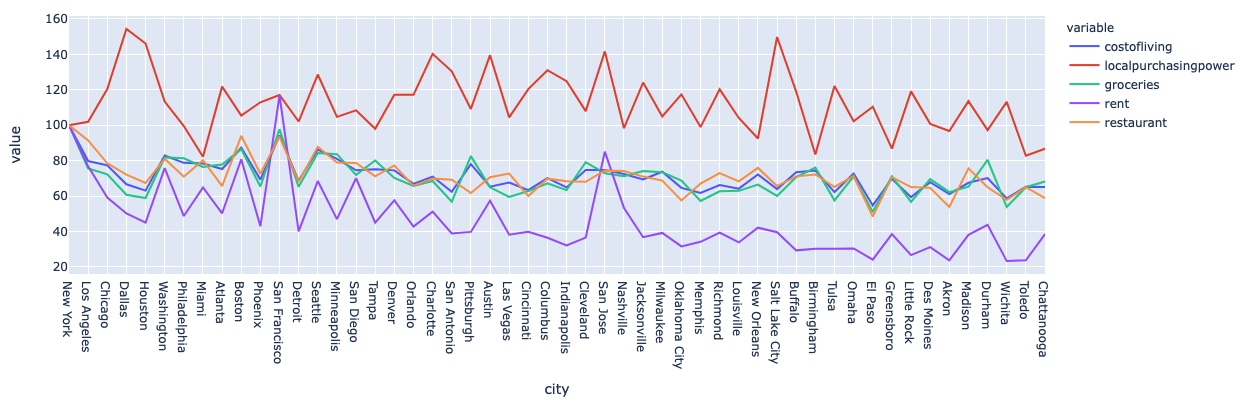 160
140
120
100
80
60
40
20
value
New York
Los Angeles
Chicago
Dallas
Houston
Washington
Philadelphia
Miami
Atlanta
Boston
Phoenix
San Francisco
Detroit
Seattle
Minneapolis
San Diego
Tampa
Denver
Orlando
Charlotte
San Antonio
Pittsburgh
Austin
Las Vegas
Cincinnati
Columbus
Indianapolis
Cleveland
San Jose
Nashville
Jacksonville
Milwaukee
Oklahoma City
Memphis
Richmond
Louisville
New Orleans
Salt Lake City
Buffalo
Birmingham
Tulsa
Omaha
El Paso
Greensboro
Little Rock
Des Moines
Akron
Madison
Durham
Wichita
Toledo
Chattanooga
city
variable
costofliving
localpurchasingpower
groceries
rent
restaurant